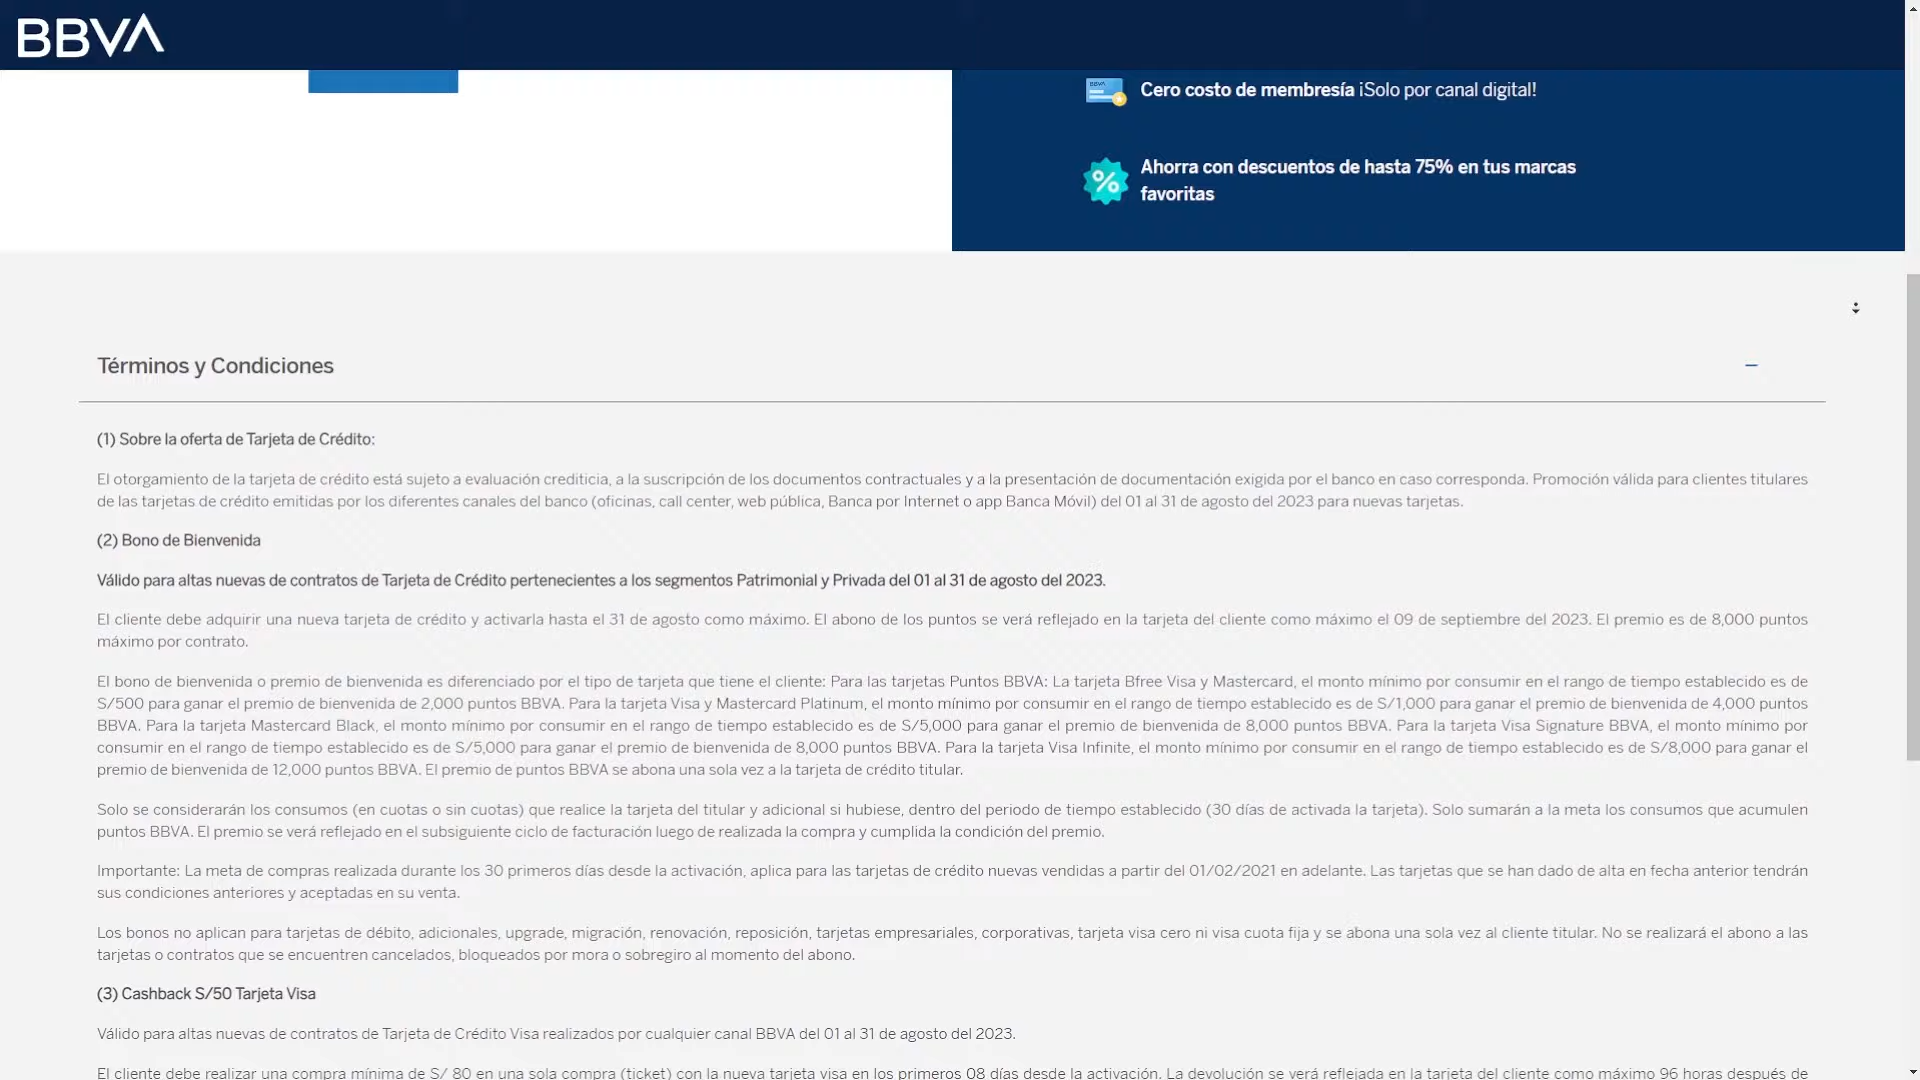 BBVA
Cero costo de membresía ¡Solo por canal digital!
Ahorra con descuentos de hasta 75% en tus marcas
favoritas
Términos y Condiciones
(1) Sobre la oferta de Tarjeta de Crédito:
El otorgamiento de la tarjeta de crédito está sujeto a evaluación crediticia, a la suscripción de los documentos contractuales y a la presentación de documentación exigida por el banco en caso corresponda. Promoción válida para clientes titulares
de las tarjetas de crédito emitidas por los diferentes canales del banco (oficinas, call center, web pública, Banca por Internet o app Banca Móvil) del 01 al 31 de agosto del 2023 para nuevas tarjetas.
(2) Bono de Bienvenida
Válido para altas nuevas de contratos de Tarjeta de Crédito pertenecientes a los segmentos Patrimonial y Privada del 01 al 31 de agosto del 2023.
El cliente debe adquirir una nueva tarjeta de crédito y activarla hasta el 31 de agosto como máximo. El abono de los puntos se verá reflejado en la tarjeta del cliente como máximo el 09 de septiembre del 2023. El premio es de 8,000 puntos
máximo por contrato.
El bono de bienvenida o premio de bienvenida es diferenciado por el tipo de tarjeta que tiene el cliente: Para las tarjetas Puntos BBVA: La tarjeta Bfree Visa y Mastercard, el monto mínimo por consumir en el rango de tiempo establecido es de
S/500 para ganar el premio de bienvenida de 2,000 puntos BBVA. Para la tarjeta Visa y Mastercard Platinum, el monto mínimo por consumir en el rango de tiempo establecido es de S/1,000 para ganar el premio de bienvenida de 4,000 puntos
BBVA. Para la tarjeta Mastercard Black, el monto mínimo por consumir en el rango de tiempo establecido es de S/5,000 para ganar el premio de bienvenida de 8,000 puntos BBVA. Para la tarjeta Visa Signature BBVA, el monto mínimo por
consumir en el rango de tiempo establecido es de S/5,000 para ganar el premio de bienvenida de 8,000 puntos BBVA. Para la tarjeta Visa Infinite, el monto mínimo por consumir en el rango de tiempo establecido es de S/8,000 para ganar el
premio de bienvenida de 12,000 puntos BBVA. El premio de puntos BBVA se abona una sola vez a la tarjeta de crédito titular.
Solo se considerarán los consumos (en cuotas o sin cuotas) que realice la tarjeta del titular y adicional si hubiese, dentro del periodo de tiempo establecido (30 días de activada la tarjeta). Solo sumarán a la meta los consumos que acumulen
puntos BBVA. El premio se verá reflejado en el subsiguiente ciclo de facturación luego de realizada la compra y cumplida la condición del premio.
Importante: La meta de compras realizada durante los 30 primeros días desde la activación, aplica para las tarjetas de crédito nuevas vendidas a partir del 01/02/2021 en adelante. Las tarjetas que se han dado de alta en fecha anterior tendrán
sus condiciones anteriores y aceptadas en su venta.
Los bonos no aplican para tarjetas de débito, adicionales, upgrade, migración, renovación, reposición, tarjetas empresariales, corporativas, tarjeta visa cero ni visa cuota fija y se abona una sola vez al cliente titular. No se realizará el abono a las
tarjetas o contratos que se encuentren cancelados, bloqueados por mora o sobregiro al momento del abono.
(3) Cashback S/50 Tarjeta Visa
Válido para altas nuevas de contratos de Tarjeta de Crédito Visa realizados por cualquier canal BBVA del 01 al 31 de agosto del 2023.
El cliente debe realizar una compra mínima de S/ 80 en una sola compra (ticket) con la nueva tarjeta visa en los primeros 08 días desde la activación. La devolución se verá reflejada en la tarjeta del cliente como máximo 96 horas después de